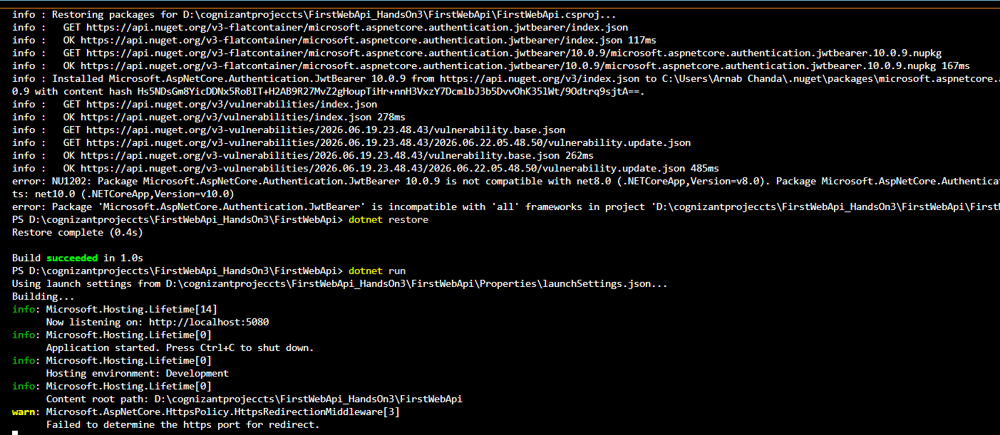 info : Restoring packages for D:\cognizantprojeccts\FirstWebApi_HandsOn3\FirstWebApi\FirstWebApi.csproj...
info :   GET https://api.nuget.org/v3-flatcontainer/microsoft.aspnetcore.authentication.jwtbearer/index.json
info :   OK https://api.nuget.org/v3-flatcontainer/microsoft.aspnetcore.authentication.jwtbearer/index.json 117ms
info :   GET https://api.nuget.org/v3-flatcontainer/microsoft.aspnetcore.authentication.jwtbearer/10.0.9/microsoft.aspnetcore.authentication.jwtbearer.10.0.9.nupkg
info :   OK https://api.nuget.org/v3-flatcontainer/microsoft.aspnetcore.authentication.jwtbearer/10.0.9/microsoft.aspnetcore.authentication.jwtbearer.10.0.9.nupkg 167ms
info : Installed Microsoft.AspNetCore.Authentication.JwtBearer 10.0.9 from https://api.nuget.org/v3/index.json to C:\Users\Arnab Chanda\.nuget\packages\microsoft.aspnetcore.a
0.9 with content hash Hs5NDsGm8YicDDNx5RoBIT+H2AB9R27MvZ2gHoupTiHr+nnH3VxzY7DcmlbJ3b5DvvOhK35lWt/9Odtrq9sjtA==.
info :   GET https://api.nuget.org/v3/vulnerabilities/index.json
info :   OK https://api.nuget.org/v3/vulnerabilities/index.json 278ms
info :   GET https://api.nuget.org/v3-vulnerabilities/2026.06.19.23.48.43/vulnerability.base.json
info :   GET https://api.nuget.org/v3-vulnerabilities/2026.06.19.23.48.43/2026.06.22.05.48.50/vulnerability.update.json
info :   OK https://api.nuget.org/v3-vulnerabilities/2026.06.19.23.48.43/vulnerability.base.json 262ms
info :   OK https://api.nuget.org/v3-vulnerabilities/2026.06.19.23.48.43/2026.06.22.05.48.50/vulnerability.update.json 485ms
error: NU1202: Package Microsoft.AspNetCore.Authentication.JwtBearer 10.0.9 is not compatible with net8.0 (.NETCoreApp,Version=v8.0). Package Microsoft.AspNetCore.Authentica
ts: net10.0 (.NETCoreApp,Version=v10.0)
error: Package 'Microsoft.AspNetCore.Authentication.JwtBearer' is incompatible with 'all' frameworks in project 'D:\cognizantprojeccts\FirstWebApi_HandsOn3\FirstWebApi\First
PS D:\cognizantprojeccts\FirstWebApi_HandsOn3\FirstWebApi> dotnet restore
Restore complete (0.4s)
Build succeeded in 1.0s
PS D:\cognizantprojeccts\FirstWebApi_HandsOn3\FirstWebApi> dotnet run
Using launch settings from D:\cognizantprojeccts\FirstWebApi_HandsOn3\FirstWebApi\Properties\launchSettings.json...
Building...
info: Microsoft.Hosting.Lifetime[14]
      Now listening on: http://localhost:5080
info: Microsoft.Hosting.Lifetime[0]
      Application started. Press Ctrl+C to shut down.
info: Microsoft.Hosting.Lifetime[0]
      Hosting environment: Development
info: Microsoft.Hosting.Lifetime[0]
      Content root path: D:\cognizantprojeccts\FirstWebApi_HandsOn3\FirstWebApi
warn: Microsoft.AspNetCore.HttpsPolicy.HttpsRedirectionMiddleware[3]
      Failed to determine the https port for redirect.